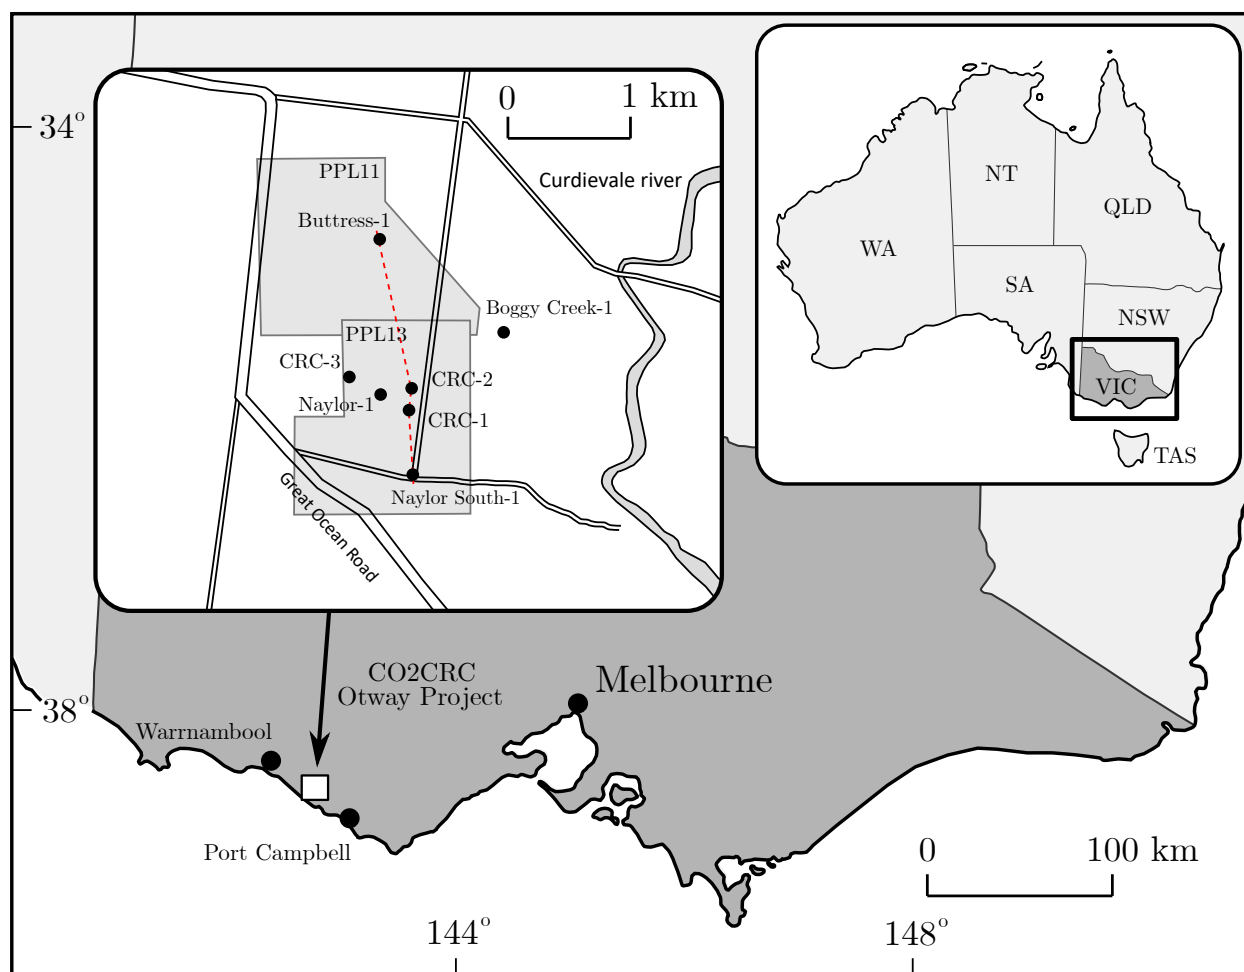 34°
38°
144°
148°
0 1 km
Curdievale river
PPL11
Buttress-1
Boggy Creek-1
PPL13
CRC-3
CRC-2
Naylor-1
CRC-1
Naylor South-1
Great Ocean Road
WA
NT
QLD
SA
NSW
VIC
TAS
CO2CRC
Otway Project
Melbourne
Warrnambool
Port Campbell
0 100 km